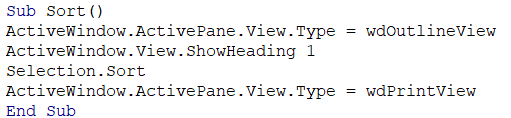 Sub Sort()
ActiveWindow.ActivePane.View.Type = wdOutlineView
ActiveWindow.View.ShowHeading 1
Selection.Sort
ActiveWindow.ActivePane.View.Type = wdPrintView
End Sub